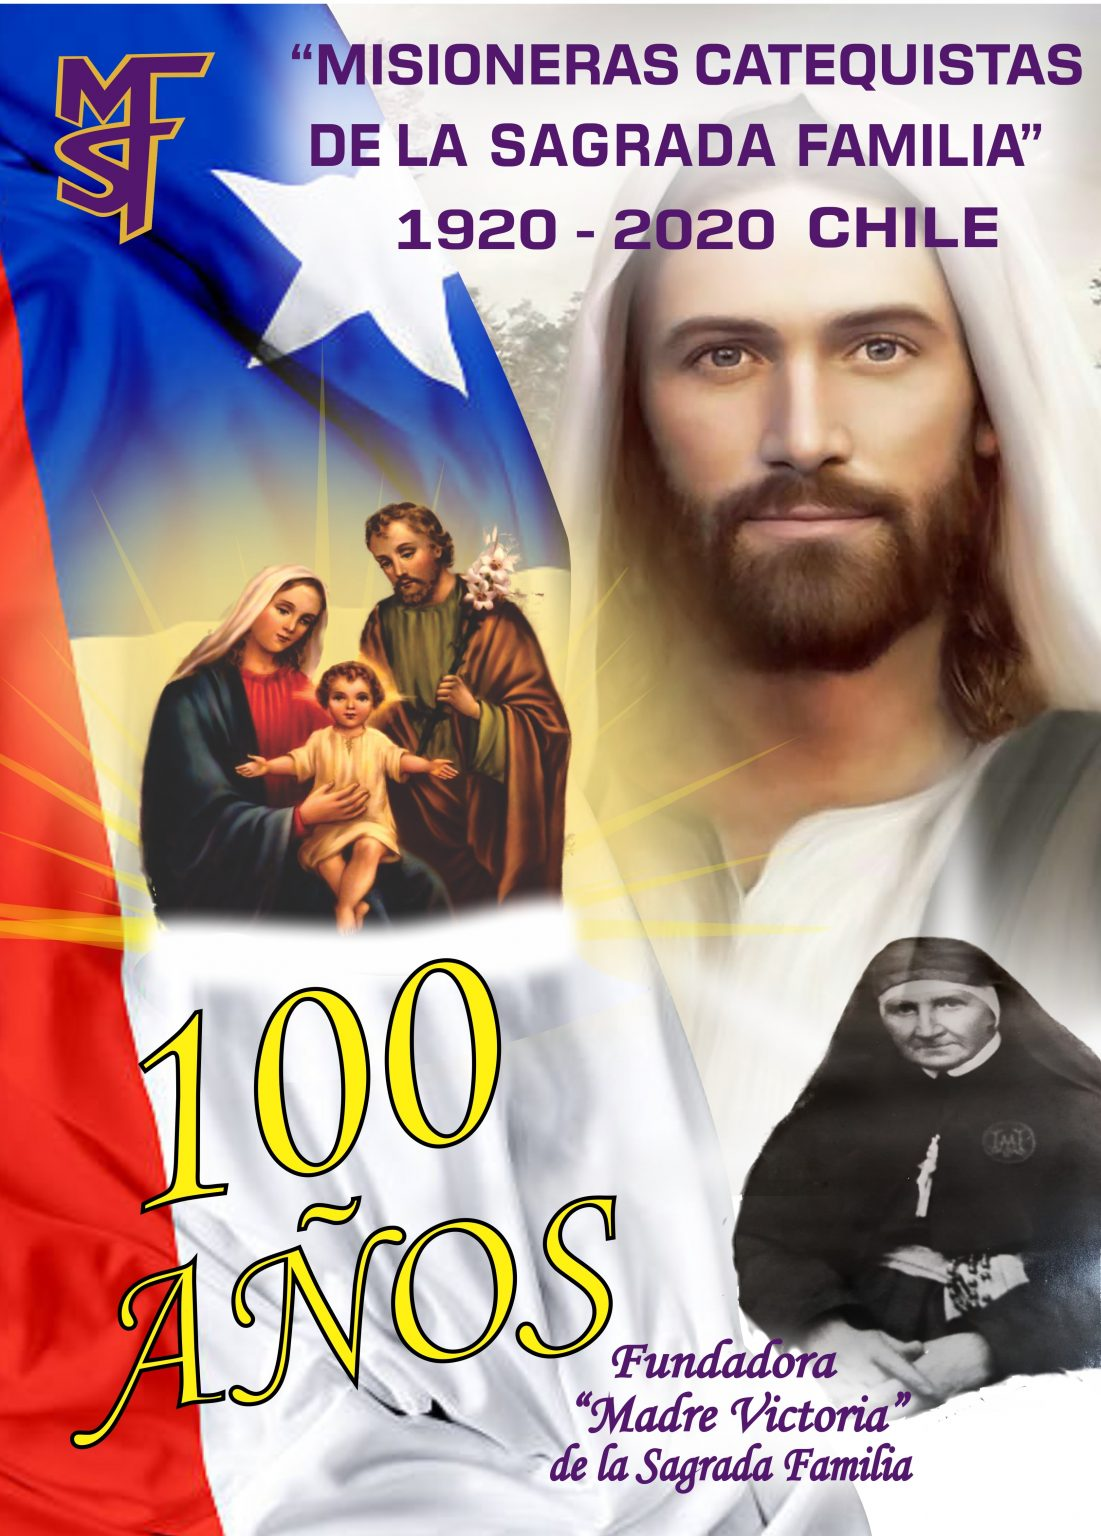 MSF
“MISIONERAS CATEQUISTAS
DE LA SAGRADA FAMILIA”
1920 - 2020 CHILE
100
AÑOS
Fundadora
“Madre Victoria”
de la Sagrada Familia